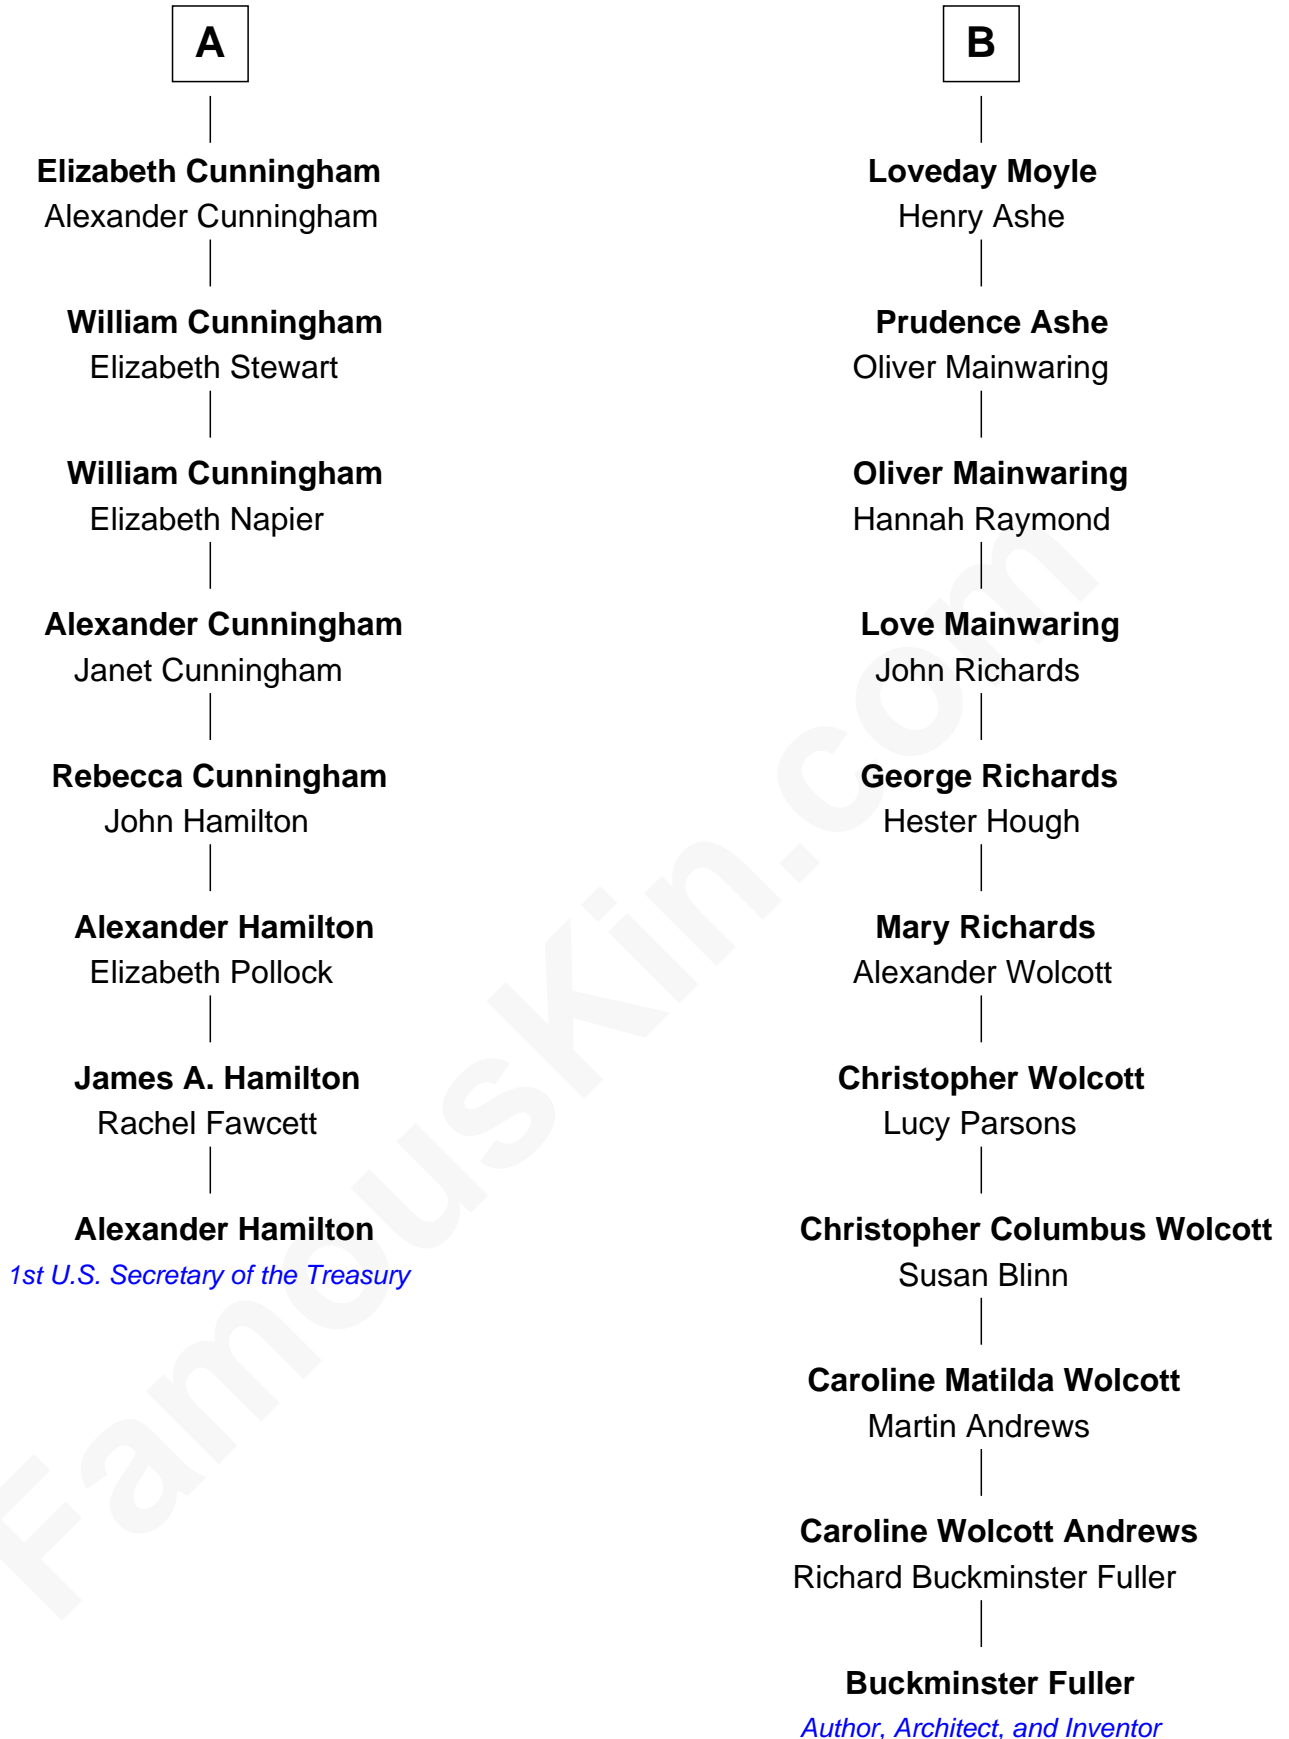 A
Elizabeth Cunningham
Alexander Cunningham
William Cunningham
Elizabeth Stewart
William Cunningham
Elizabeth Napier
Alexander Cunningham
Janet Cunningham
Rebecca Cunningham
John Hamilton
Alexander Hamilton
Elizabeth Pollock
James A. Hamilton
Rachel Fawcett
Alexander Hamilton
1st U.S. Secretary of the Treasury
B
Loveday Moyle
Henry Ashe
Prudence Ashe
Oliver Mainwaring
Oliver Mainwaring
Hannah Raymond
Love Mainwaring
John Richards
George Richards
Hester Hough
Mary Richards
Alexander Wolcott
Christopher Wolcott
Lucy Parsons
Christopher Columbus Wolcott
Susan Blinn
Caroline Matilda Wolcott
Martin Andrews
Caroline Wolcott Andrews
Richard Buckminster Fuller
Buckminster Fuller
Author, Architect, and Inventor
FamousKin.com